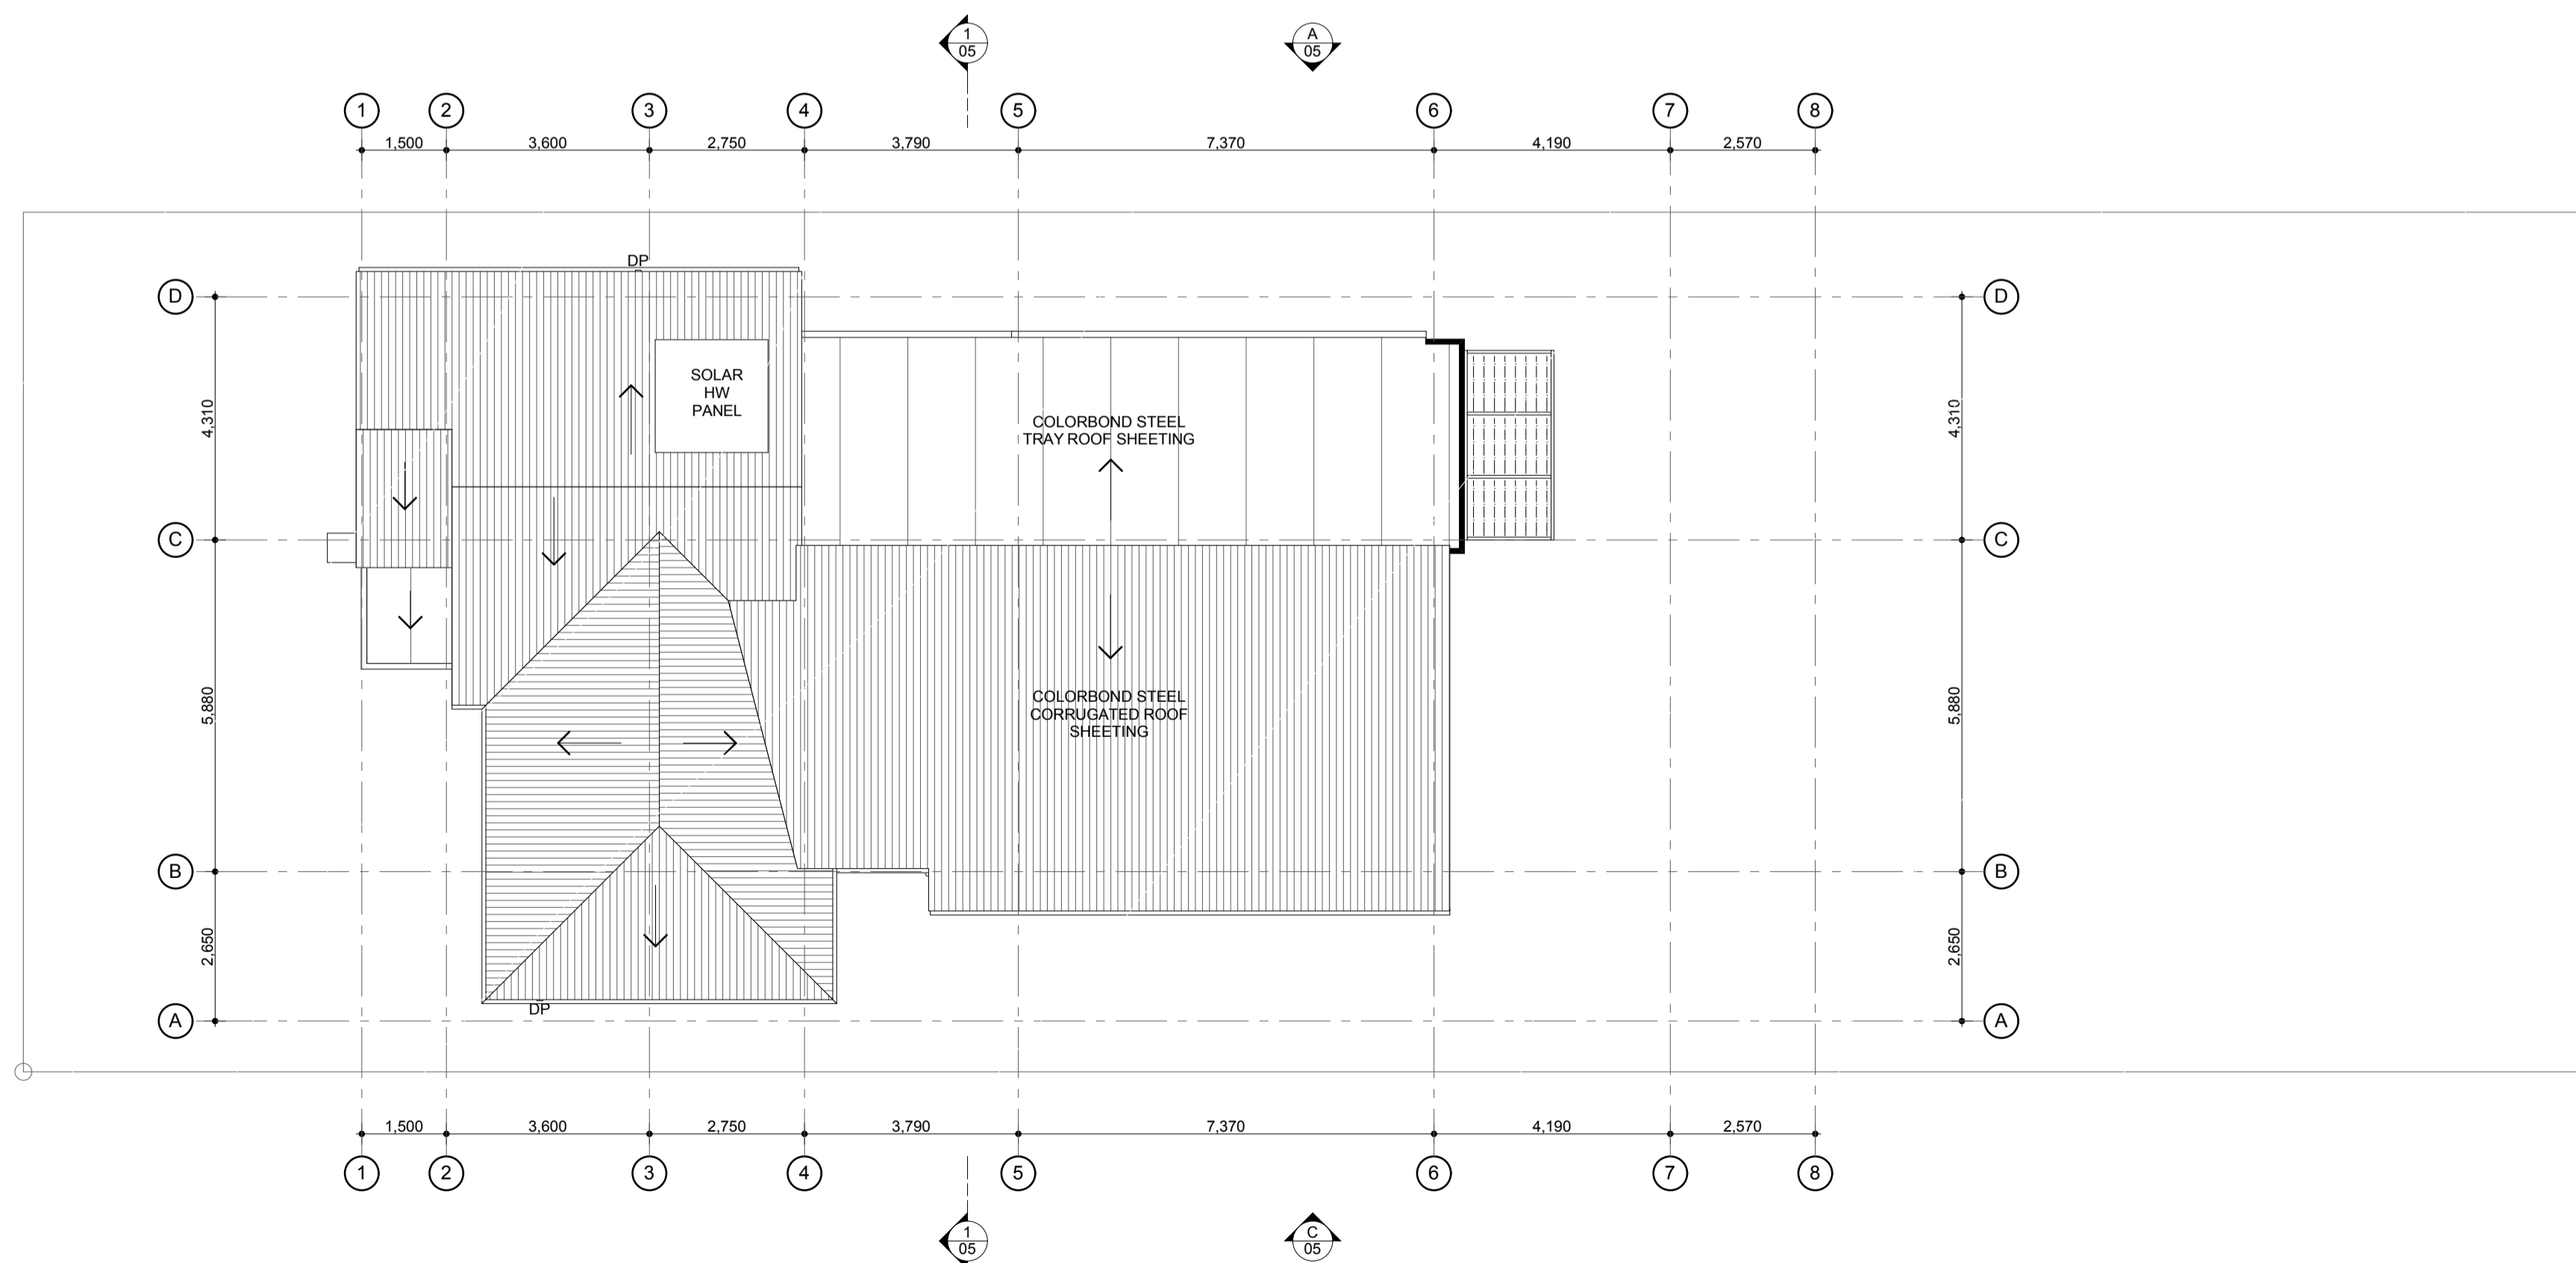 1
05
A
05
1
2
3
4
5
6
7
8
1,500
3,600
2,750
3,790
7,370
4,190
2,570
DP
D
D
SOLAR
HW
PANEL
4,310
COLORBOND STEEL
TRAY ROOF SHEETING
4,310
C
C
5,880
COLORBOND STEEL
CORRUGATED ROOF
SHEETING
5,880
B
B
2,650
2,650
DP
A
A
1,500
3,600
2,750
3,790
7,370
4,190
2,570
1
2
3
4
5
6
7
8
1
05
C
05